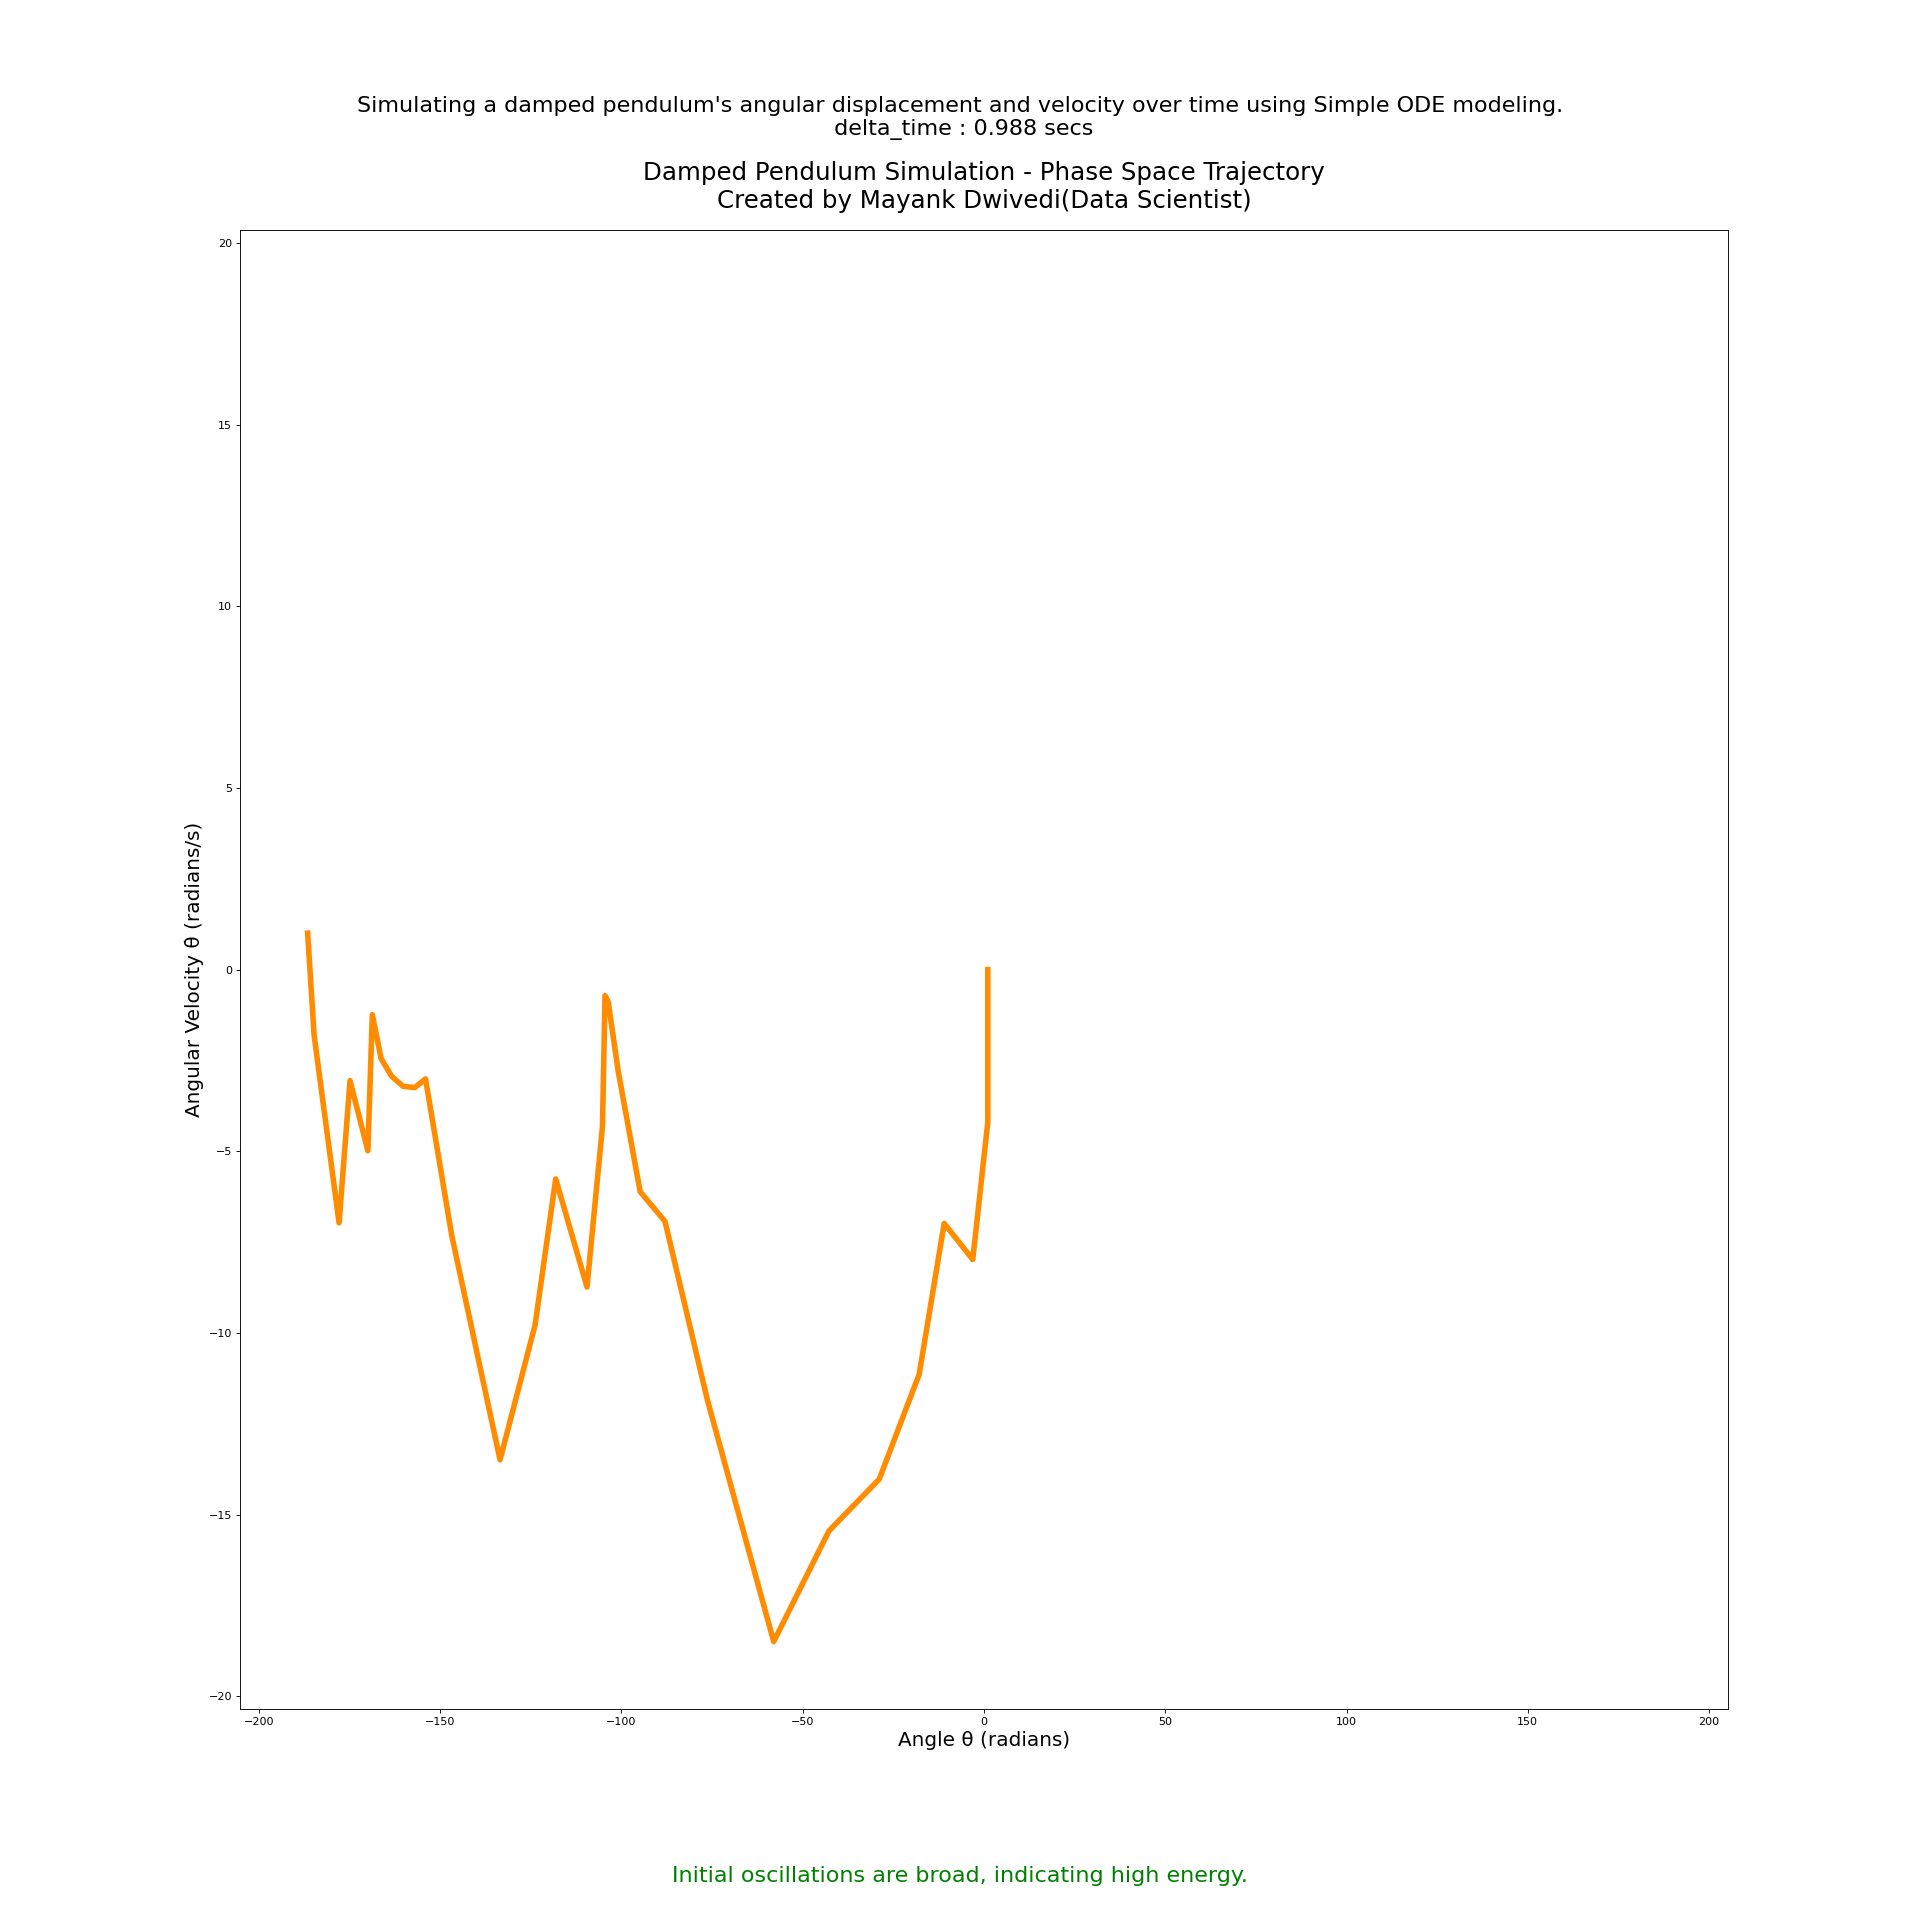 Simulating a damped pendulum's angular displacement and velocity over time using Simple ODE modeling.
delta_time : 0.988 secs
Damped Pendulum Simulation - Phase Space Trajectory
Created by Mayank Dwivedi(Data Scientist)
20
15
10
5
0
−5
−10
−15
−20
Angular Velocity θ (radians/s)
−200
−150
−100
−50
0
50
100
150
200
Angle θ (radians)
Initial oscillations are broad, indicating high energy.